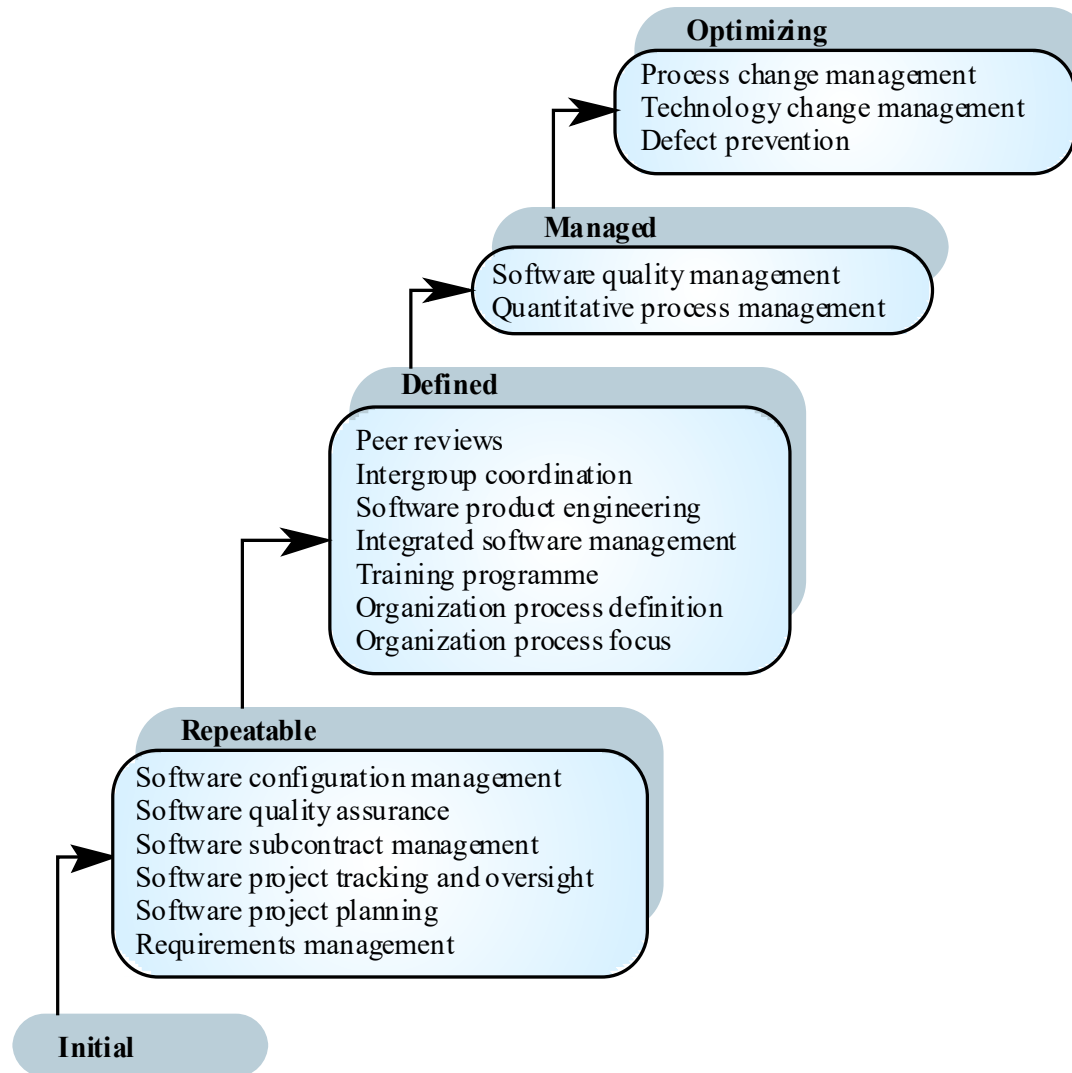 Optimizing
Process change management
Technology change management
Defect prevention
Managed
Software quality management
Quantitative process management
Defined
Peer reviews
Intergroup coordination
Software product engineering
Integrated software management
Training programme
Organization process definition
Organization process focus
Repeatable
Software configuration management
Software quality assurance
Software subcontract management
Software project tracking and oversight
Software project planning
Requirements management
Initial